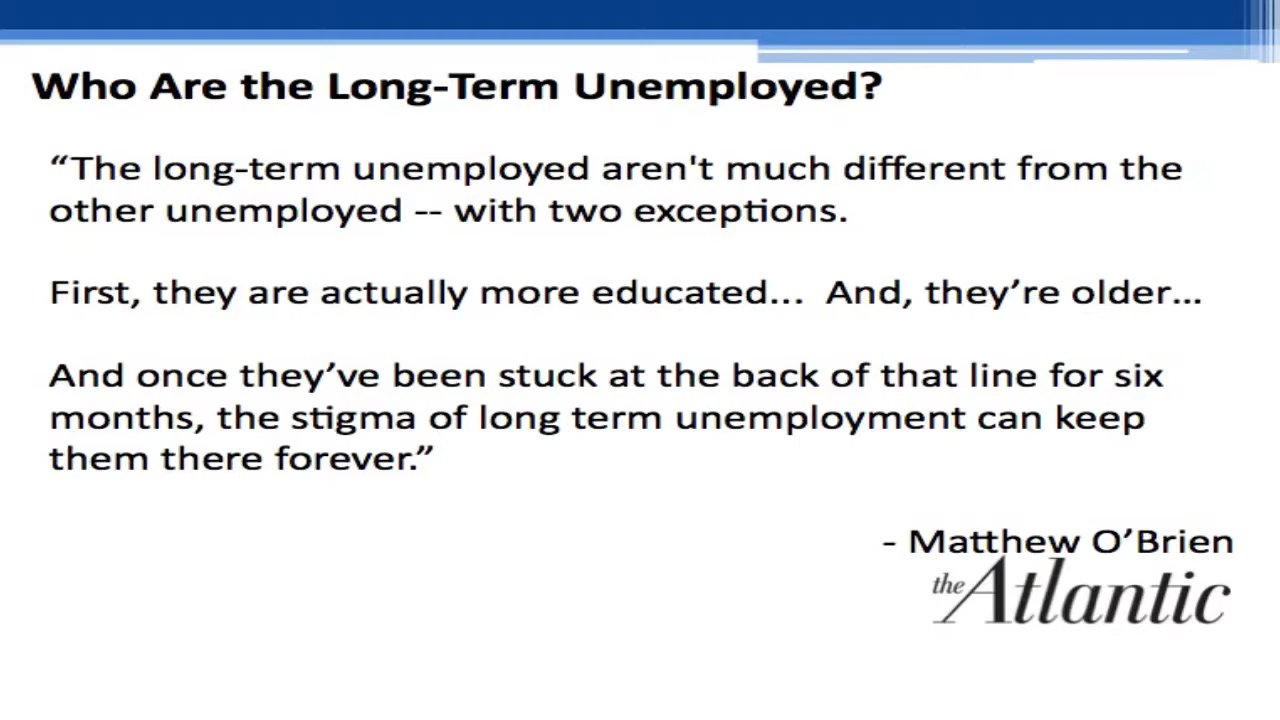 Who Are the Long-Term Unemployed?
“The long-term unemployed aren't much different from the
other unemployed -- with two exceptions.
First, they are actually more educated... And, they’re older...
And once they’ve been stuck at the back of that line for six
months, the stigma of long term unemployment can keep
them there forever.”
- Matthew O’Brien
the Atlantic